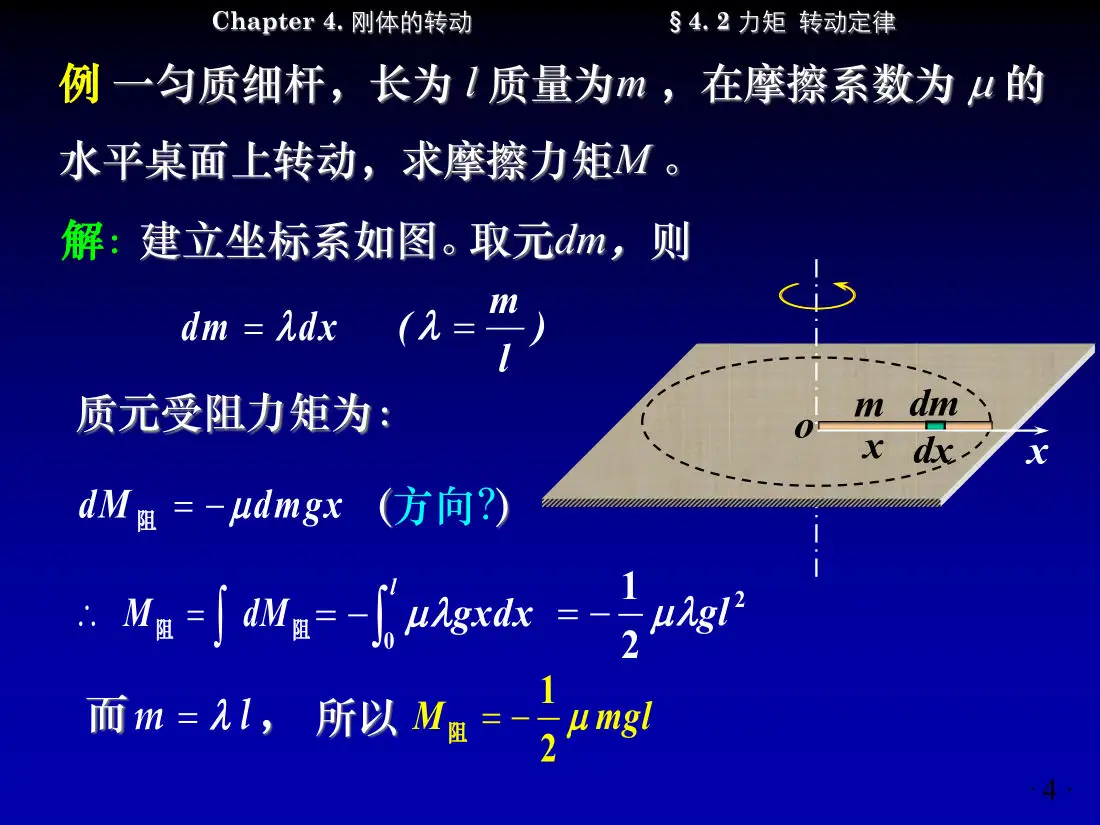 Chapter 4. 刚体的转动 §4. 2 力矩 转动定律
例 一匀质细杆，长为 l 质量为m ，在摩擦系数为 μ 的
水平桌面上转动，求摩擦力矩M 。
解：建立坐标系如图。取元dm，则
dm = λdx (λ = m/l)
质元受阻力矩为：
dM阻 = −μdmgx (方向?)
∴ M阻 = ∫ dM阻 = −∫₀ˡ μλgxdx = − 1/2 μλgl²
而 m = λ l ， 所以 M阻 = − 1/2 μ mgl
m dm
o
x dx x
· 4 ·